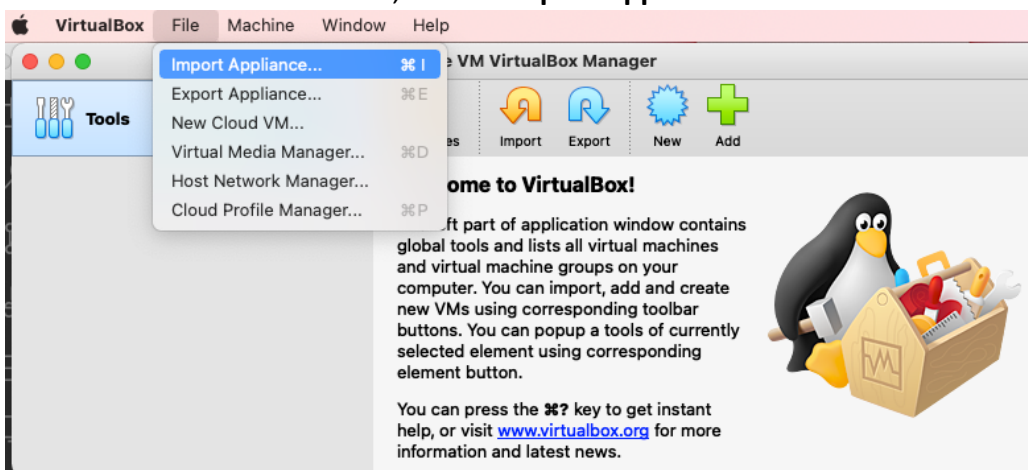 VirtualBox File Machine Window Help
Import Appliance... ⌘ I
VM VirtualBox Manager
Export Appliance... ⌘ E
New Cloud VM...
Virtual Media Manager... ⌘D
Host Network Manager...
Cloud Profile Manager... ⌘P
Tools
Import Export New Add
to VirtualBox!
part of application window contains
global tools and lists all virtual machines
and virtual machine groups on your
computer. You can import, add and create
new VMs using corresponding toolbar
buttons. You can popup a tools of currently
selected element using corresponding
element button.
You can press the ⌘? key to get instant
help, or visit www.virtualbox.org for more
information and latest news.